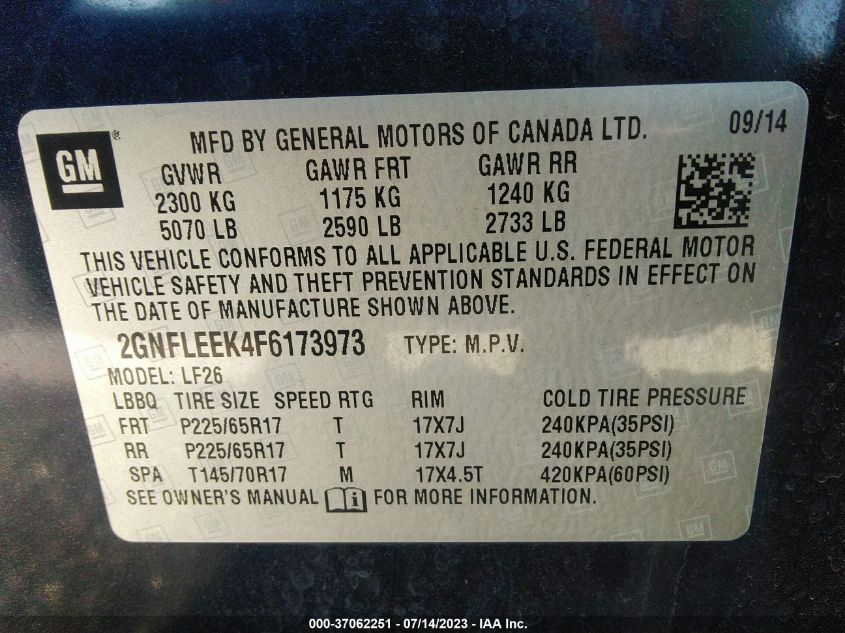 GM ® MFD BY GENERAL MOTORS OF CANADA LTD. 09/14
GVWR GAWR FRT GAWR RR
2300 KG 1175 KG 1240 KG
5070 LB 2590 LB 2733 LB
THIS VEHICLE CONFORMS TO ALL APPLICABLE U.S. FEDERAL MOTOR
VEHICLE SAFETY AND THEFT PREVENTION STANDARDS IN EFFECT ON
THE DATE OF MANUFACTURE SHOWN ABOVE.
2GNFLEEK4F6173973 TYPE: M.P.V.
MODEL: LF26
LBBQ TIRE SIZE SPEED RTG RIM COLD TIRE PRESSURE
FRT P225/65R17 T 17X7J 240KPA(35PSI)
RR P225/65R17 T 17X7J 240KPA(35PSI)
SPA T145/70R17 M 17X4.5T 420KPA(60PSI)
SEE OWNER'S MANUAL i FOR MORE INFORMATION.
000-37062251 - 07/14/2023 - IAA Inc.